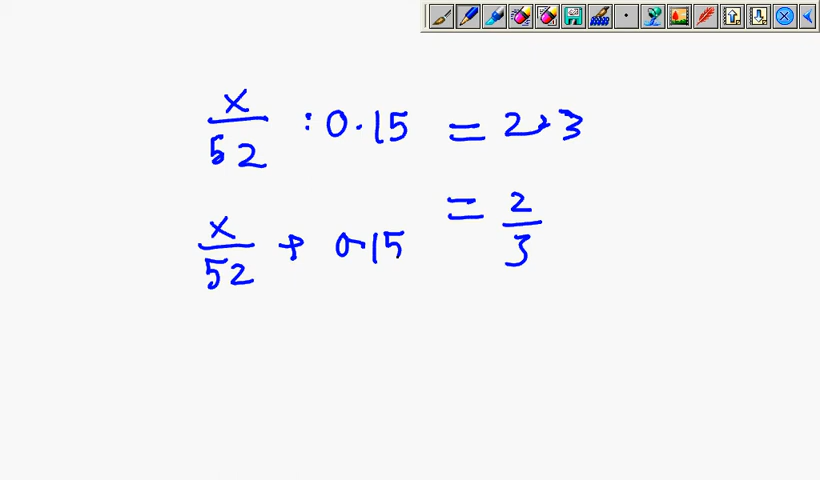 x/52 : 0.15 = 2:3
x/52 ÷ 0.15 = 2/3